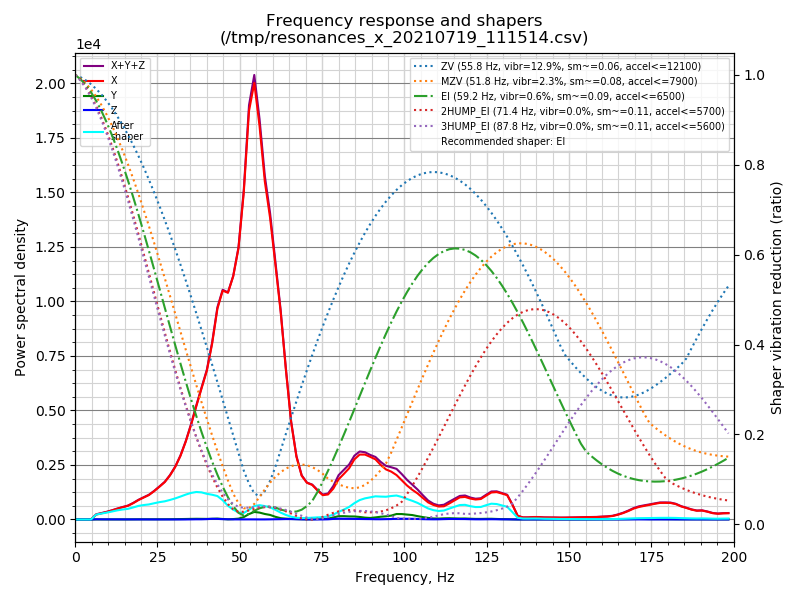 Frequency response and shapers
(/tmp/resonances_x_20210719_111514.csv)
1e4
X+Y+Z
X
Y
Z
After
shaper
ZV (55.8 Hz, vibr=12.9%, sm~=0.06, accel<=12100)
MZV (51.8 Hz, vibr=2.3%, sm~=0.08, accel<=7900)
EI (59.2 Hz, vibr=0.6%, sm~=0.09, accel<=6500)
2HUMP_EI (71.4 Hz, vibr=0.0%, sm~=0.11, accel<=5700)
3HUMP_EI (87.8 Hz, vibr=0.0%, sm~=0.11, accel<=5600)
Recommended shaper: EI
Power spectral density
2.00
1.75
1.50
1.25
1.00
0.75
0.50
0.25
0.00
1.0
0.8
0.6
0.4
0.2
0.0
Shaper vibration reduction (ratio)
0 25 50 75 100 125 150 175 200
Frequency, Hz